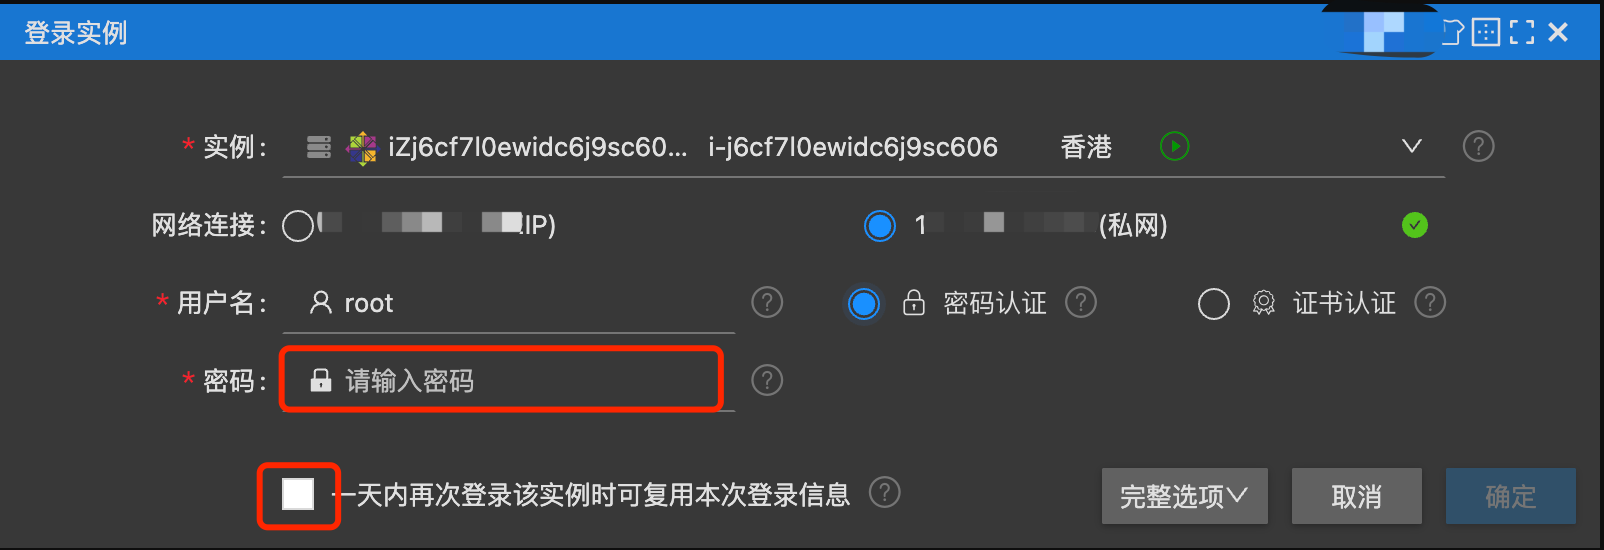 登录实例
* 实例： iZj6cf7l0ewidc6j9sc60... i-j6cf7l0ewidc6j9sc606 香港
网络连接： IP) 1 (私网)
* 用户名： root 密码认证 证书认证
* 密码： 请输入密码
一天内再次登录该实例时可复用本次登录信息 完整选项 取消 确定